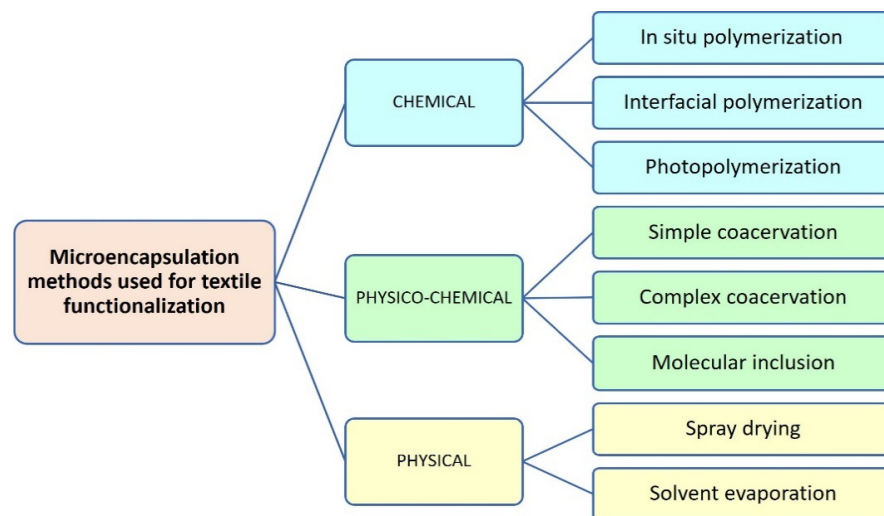 Microencapsulation
methods used for textile
functionalization
CHEMICAL
In situ polymerization
Interfacial polymerization
Photopolymerization
PHYSICO-CHEMICAL
Simple coacervation
Complex coacervation
Molecular inclusion
PHYSICAL
Spray drying
Solvent evaporation